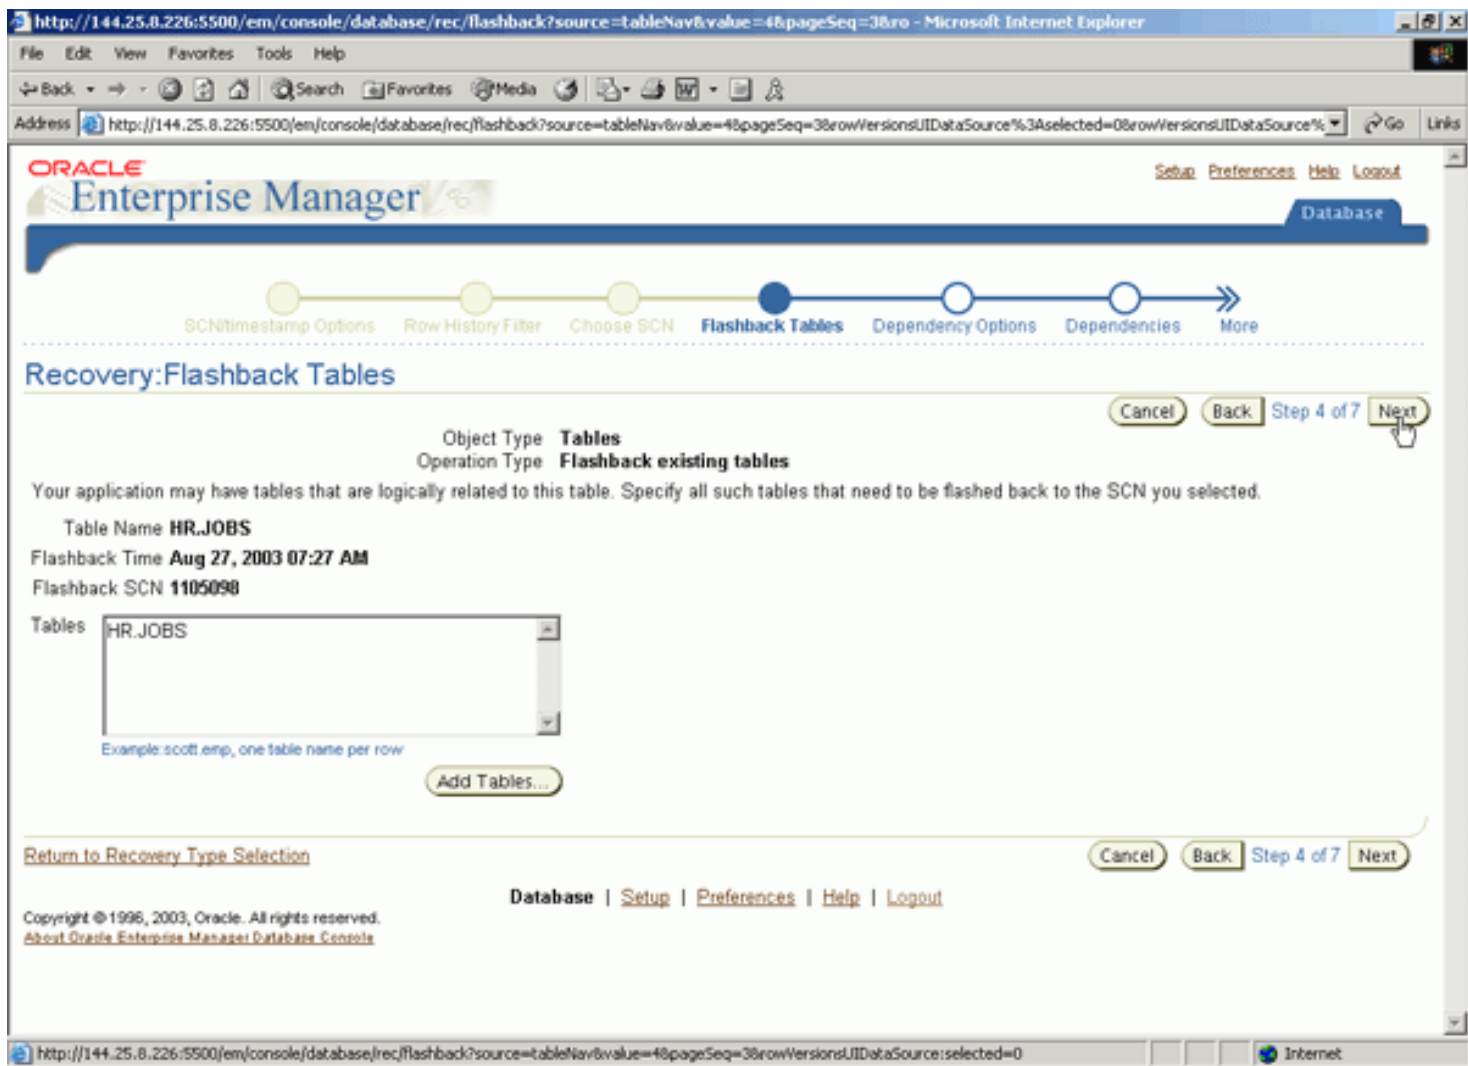 http://144.25.8.226:5500/em/console/database/rec/flashback?source=tableNav&value=4&pageSeq=3&ro - Microsoft Internet Explorer
File Edit View Favorites Tools Help
Back Search Favorites Media
Address http://144.25.8.226:5500/em/console/database/rec/flashback?source=tableNav&value=4&pageSeq=3&rowVersionsUIDataSource%3Aselected=0&rowVersionsUIDataSource% Go Links
ORACLE
Enterprise Manager
Setup Preferences Help Logout
Database
SCN/timestamp Options Row History Filter Choose SCN Flashback Tables Dependency Options Dependencies More
Recovery:Flashback Tables
Cancel Back Step 4 of 7 Next
Object Type Tables
Operation Type Flashback existing tables
Your application may have tables that are logically related to this table. Specify all such tables that need to be flashed back to the SCN you selected.
Table Name HR.JOBS
Flashback Time Aug 27, 2003 07:27 AM
Flashback SCN 1105098
Tables HR.JOBS
Example:scott.emp, one table name per row
Add Tables...
Return to Recovery Type Selection
Cancel Back Step 4 of 7 Next
Database | Setup | Preferences | Help | Logout
Copyright © 1996, 2003, Oracle. All rights reserved.
About Oracle Enterprise Manager Database Console
http://144.25.8.226:5500/em/console/database/rec/flashback?source=tableNav&value=4&pageSeq=3&rowVersionsUIDataSource:selected=0 Internet